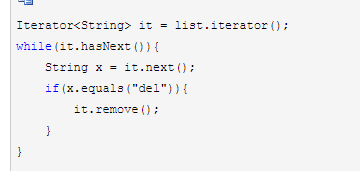 Iterator<String> it = list.iterator();
while(it.hasNext()){
    String x = it.next();
    if(x.equals("del")){
        it.remove();
    }
}